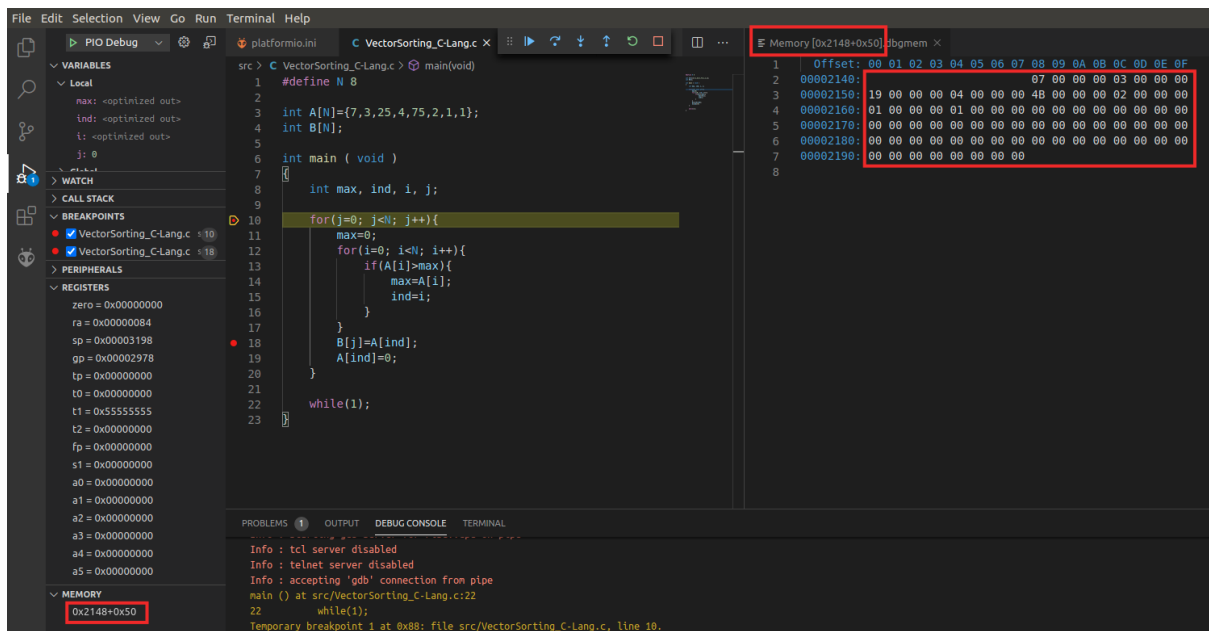 File Edit Selection View Go Run Terminal Help
PIO Debug
platformio.ini
VectorSorting_C-Lang.c ×
Memory [0x2148+0x50].dbgmem ×
VARIABLES
Local
max: <optimized out>
ind: <optimized out>
i: <optimized out>
j: 0
Global
WATCH
CALL STACK
BREAKPOINTS
VectorSorting_C-Lang.c s 10
VectorSorting_C-Lang.c s 18
PERIPHERALS
REGISTERS
zero = 0x00000000
ra = 0x00000084
sp = 0x00003198
gp = 0x00002978
tp = 0x00000000
t0 = 0x00000000
t1 = 0x55555555
t2 = 0x00000000
fp = 0x00000000
s1 = 0x00000000
a0 = 0x00000000
a1 = 0x00000000
a2 = 0x00000000
a3 = 0x00000000
a4 = 0x00000000
a5 = 0x00000000
MEMORY
0x2148+0x50
src > C VectorSorting_C-Lang.c > main(void)
1 #define N 8
2
3 int A[N]={7,3,25,4,75,2,1,1};
4 int B[N];
5
6 int main ( void )
7 {
8 int max, ind, i, j;
9
10 for(j=0; j<N; j++){
11 max=0;
12 for(i=0; i<N; i++){
13 if(A[i]>max){
14 max=A[i];
15 ind=i;
16 }
17 }
18 B[j]=A[ind];
19 A[ind]=0;
20 }
21
22 while(1);
23 }
1 Offset: 00 01 02 03 04 05 06 07 08 09 0A 0B 0C 0D 0E 0F
2 00002140: 07 00 00 00 03 00 00 00
3 00002150: 19 00 00 00 04 00 00 00 4B 00 00 00 02 00 00 00
4 00002160: 01 00 00 00 01 00 00 00 00 00 00 00 00 00 00 00
5 00002170: 00 00 00 00 00 00 00 00 00 00 00 00 00 00 00 00
6 00002180: 00 00 00 00 00 00 00 00 00 00 00 00 00 00 00 00
7 00002190: 00 00 00 00 00 00 00 00
8
PROBLEMS 1 OUTPUT DEBUG CONSOLE TERMINAL
Info : tcl server disabled
Info : telnet server disabled
Info : accepting 'gdb' connection from pipe
main () at src/VectorSorting_C-Lang.c:22
22 while(1);
Temporary breakpoint 1 at 0x88: file src/VectorSorting_C-Lang.c, line 10.